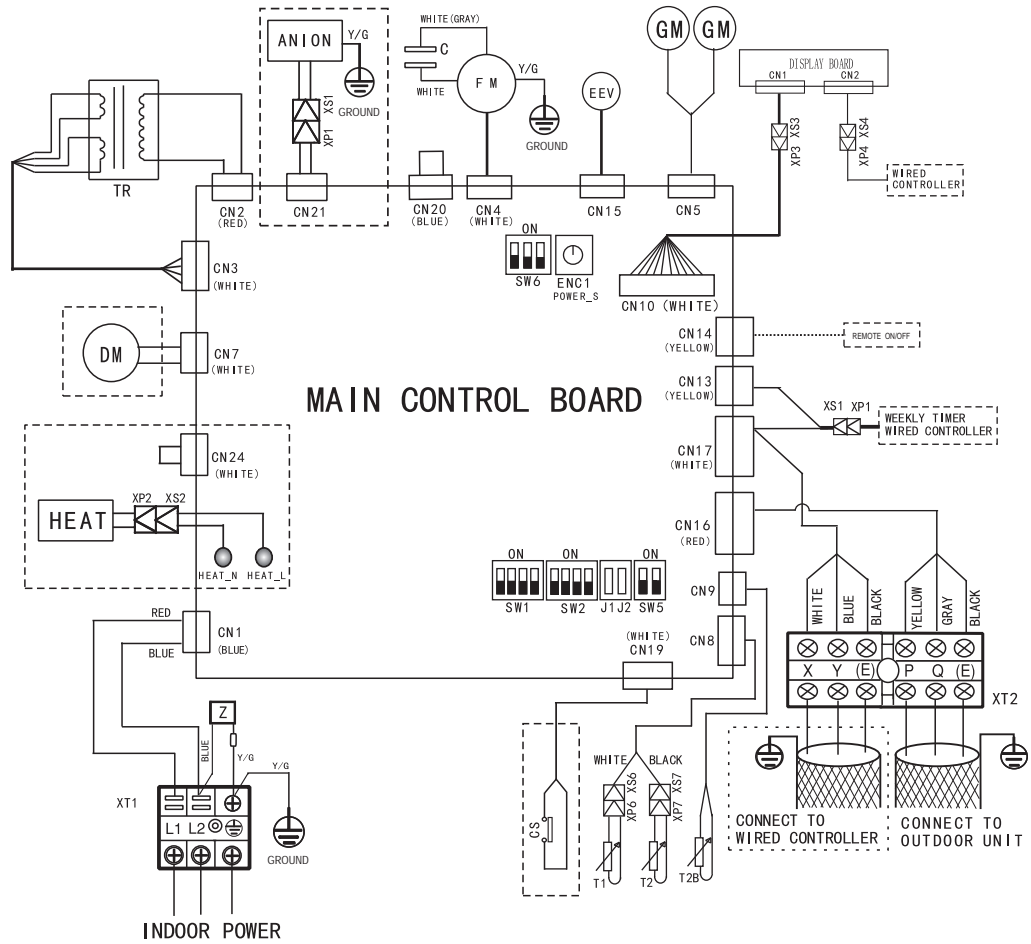 WHITE(GRAY)
ANION
Y/G
C
WHITE
FM
Y/G
GM
GM
DISPLAY BOARD
CN1
CN2
EEV
GROUND
XS1
XP1
GROUND
XS3
XP3
XS4
XP4
WIRED
CONTROLLER
TR
CN2
(RED)
CN21
CN20
(BLUE)
CN4
(WHITE)
CN15
CN5
ON
SW6
ENC1
POWER_S
CN3
(WHITE)
CN10 (WHITE)
CN14
(YELLOW)
REMOTE ON/OFF
DM
CN7
(WHITE)
CN13
(YELLOW)
MAIN CONTROL BOARD
XS1
XP1
WEEKLY TIMER
WIRED CONTROLLER
CN17
(WHITE)
CN24
(WHITE)
XP2
XS2
HEAT
HEAT_N
HEAT_L
CN16
(RED)
ON
SW1
ON
SW2
J1
J2
ON
SW5
CN9
WHITE
BLUE
BLACK
YELLOW
GRAY
BLACK
RED
BLUE
CN1
(BLUE)
(WHITE)
CN19
CN8
X
Y
(E)
P
Q
(E)
XT2
Z
BLUE
Y/G
Y/G
XT1
L1
L2
GROUND
INDOOR POWER
CS
WHITE
BLACK
XS6
XP6
XS7
XP7
T1
T2
T2B
CONNECT TO
WIRED CONTROLLER
CONNECT TO
OUTDOOR UNIT